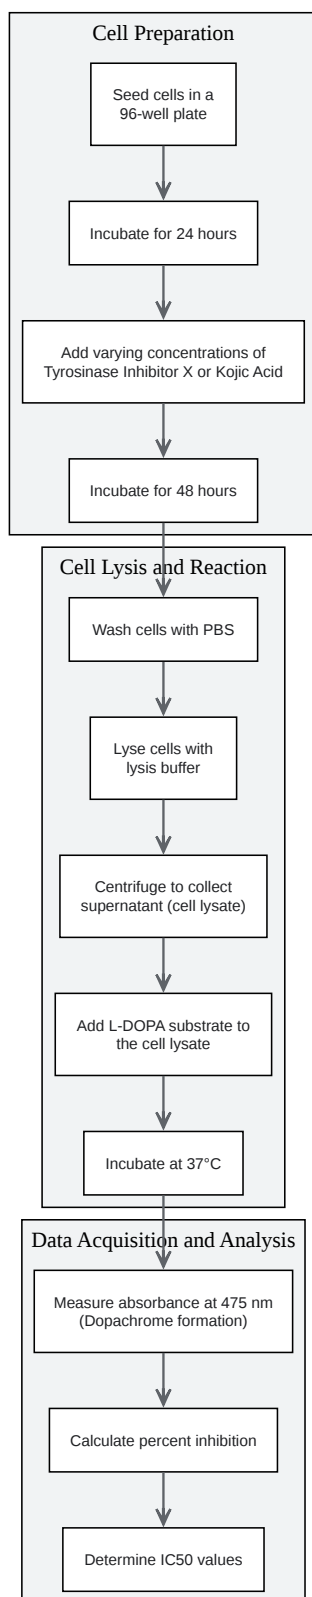 Cell Preparation
Seed cells in a
96-well plate
Incubate for 24 hours
Add varying concentrations of
Tyrosinase Inhibitor X or Kojic Acid
Incubate for 48 hours
Cell Lysis and Reaction
Wash cells with PBS
Lyse cells with
lysis buffer
Centrifuge to collect
supernatant (cell lysate)
Add L-DOPA substrate to
the cell lysate
Incubate at 37°C
Data Acquisition and Analysis
Measure absorbance at 475 nm
(Dopachrome formation)
Calculate percent inhibition
Determine IC50 values